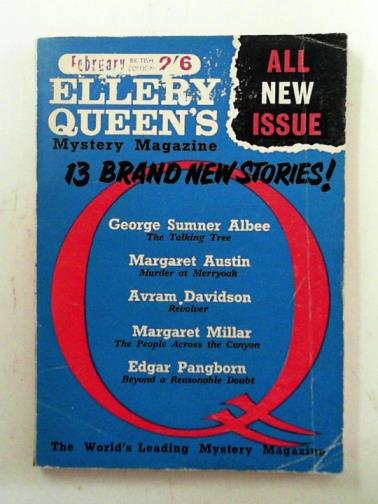 February BRITISH EDITION 2/6
ALL
NEW
ISSUE
ELLERY
QUEEN'S
Mystery Magazine
13 BRAND NEW STORIES!
George Sumner Albee
The Talking Tree
Margaret Austin
Murder at Merryoak
Avram Davidson
Revolver
Margaret Millar
The People Across the Canyon
Edgar Pangborn
Beyond a Reasonable Doubt
The World's Leading Mystery Magazine